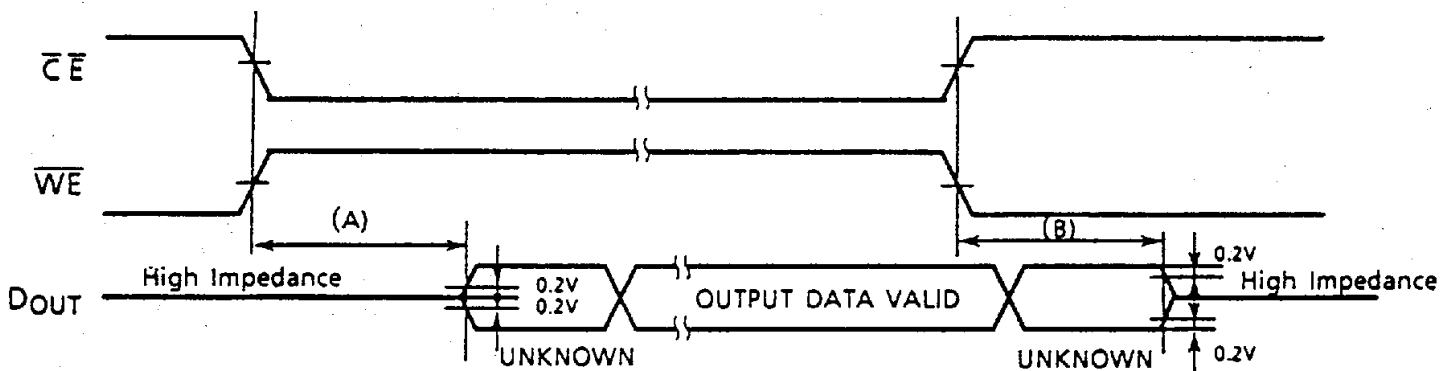 CE
WE
(A)
(B)
High Impedance
0.2V
0.2V
0.2V
High Impedance
DOUT
OUTPUT DATA VALID
UNKNOWN
UNKNOWN
0.2V